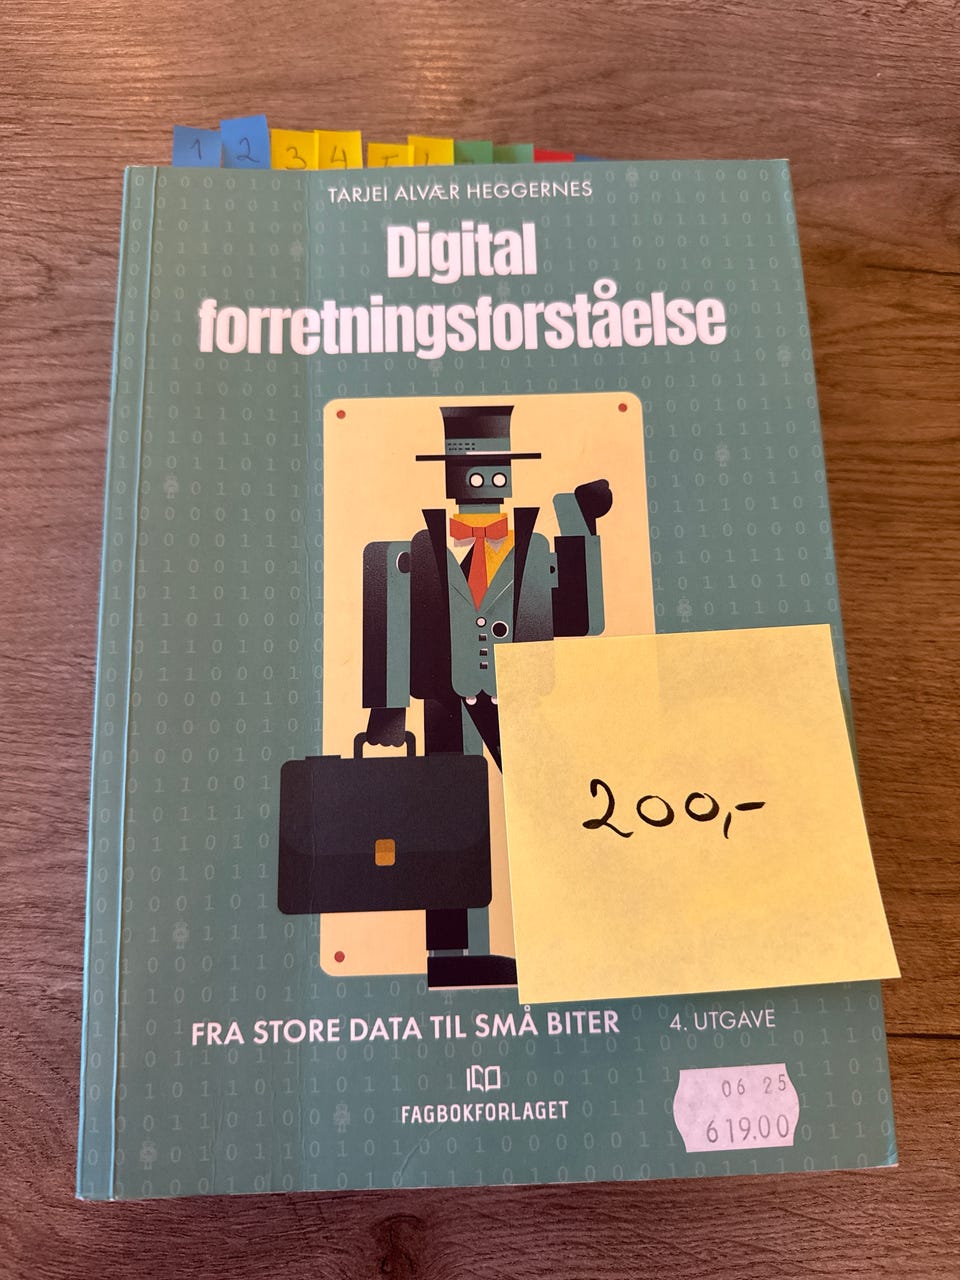 1 2 3 4
TARJEI ALVÆR HEGGERNES
Digital
forretningsforståelse
200,-
FRA STORE DATA TIL SMÅ BITER 4. UTGAVE
FAGBOKFORLAGET
06 25
619.00